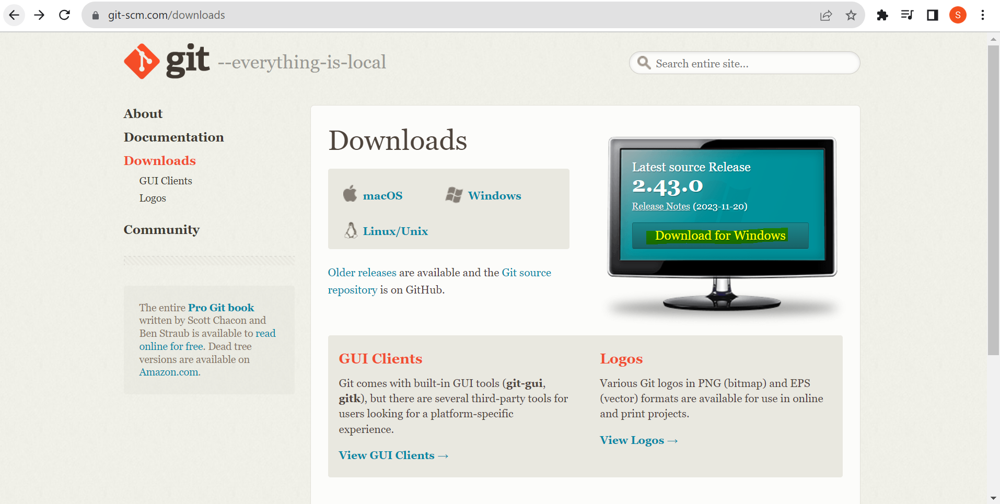 git-scm.com/downloads
S
git --everything-is-local
Search entire site...
About
Documentation
Downloads
GUI Clients
Logos
Community
The entire Pro Git book
written by Scott Chacon and
Ben Straub is available to read
online for free. Dead tree
versions are available on
Amazon.com.
Downloads
macOS
Windows
Linux/Unix
Older releases are available and the Git source
repository is on GitHub.
Latest source Release
2.43.0
Release Notes (2023-11-20)
Download for Windows
GUI Clients
Git comes with built-in GUI tools (git-gui,
gitk), but there are several third-party tools for
users looking for a platform-specific
experience.
View GUI Clients →
Logos
Various Git logos in PNG (bitmap) and EPS
(vector) formats are available for use in online
and print projects.
View Logos →